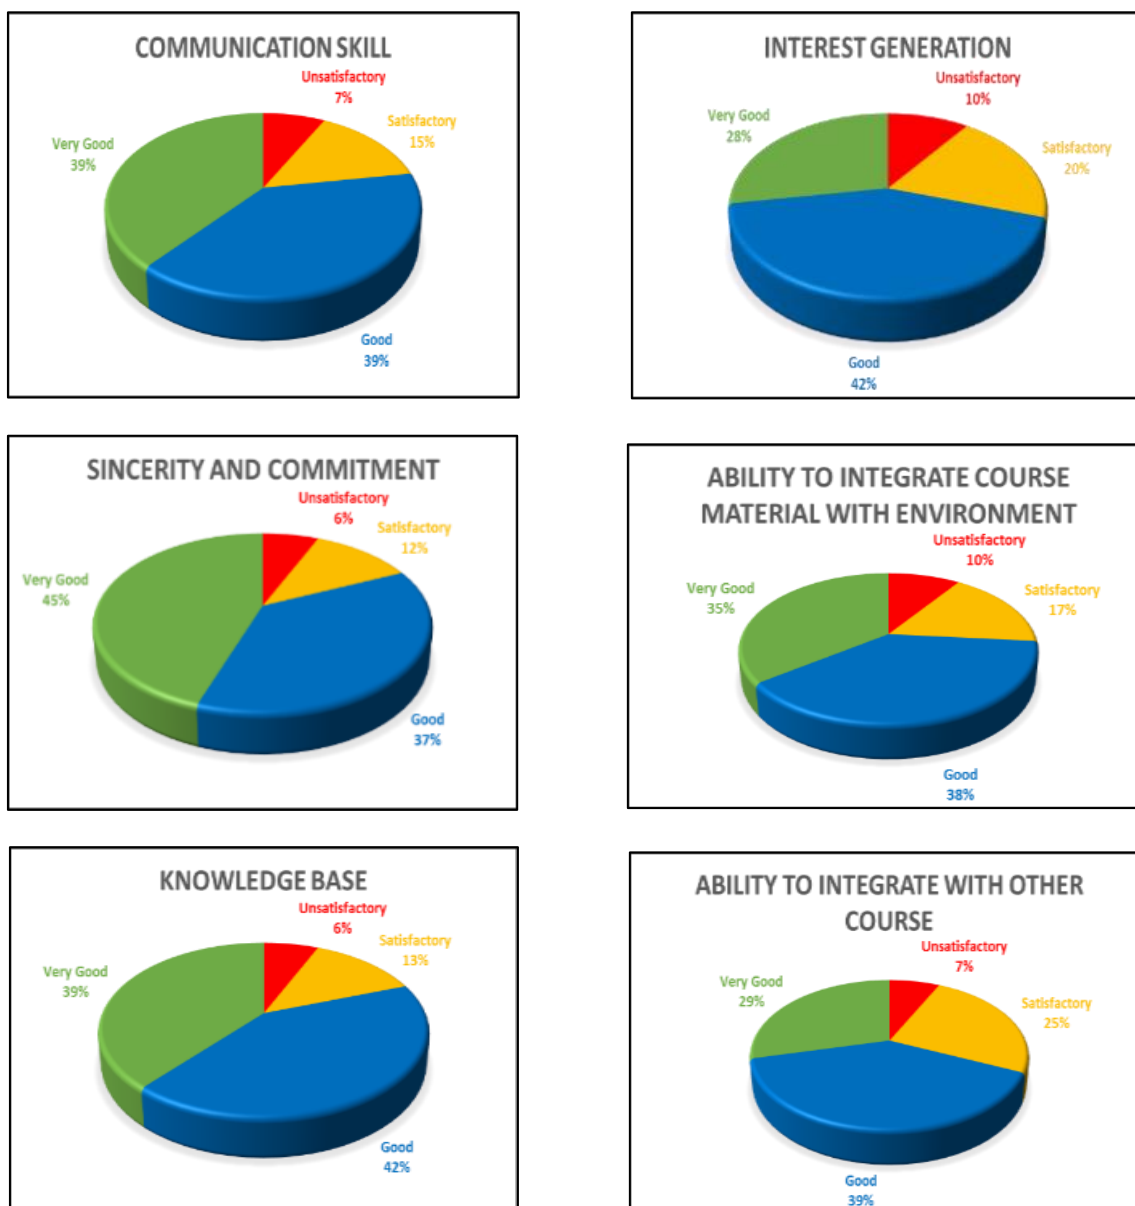 COMMUNICATION SKILL
Unsatisfactory
7%
Satisfactory
15%
Very Good
39%
Good
39%
INTEREST GENERATION
Unsatisfactory
10%
Very Good
28%
Satisfactory
20%
Good
42%
SINCERITY AND COMMITMENT
Unsatisfactory
6%
Satisfactory
12%
Very Good
45%
Good
37%
ABILITY TO INTEGRATE COURSE
MATERIAL WITH ENVIRONMENT
Unsatisfactory
10%
Very Good
35%
Satisfactory
17%
Good
38%
KNOWLEDGE BASE
Unsatisfactory
6%
Satisfactory
13%
Very Good
39%
Good
42%
ABILITY TO INTEGRATE WITH OTHER
COURSE
Unsatisfactory
7%
Very Good
29%
Satisfactory
25%
Good
39%